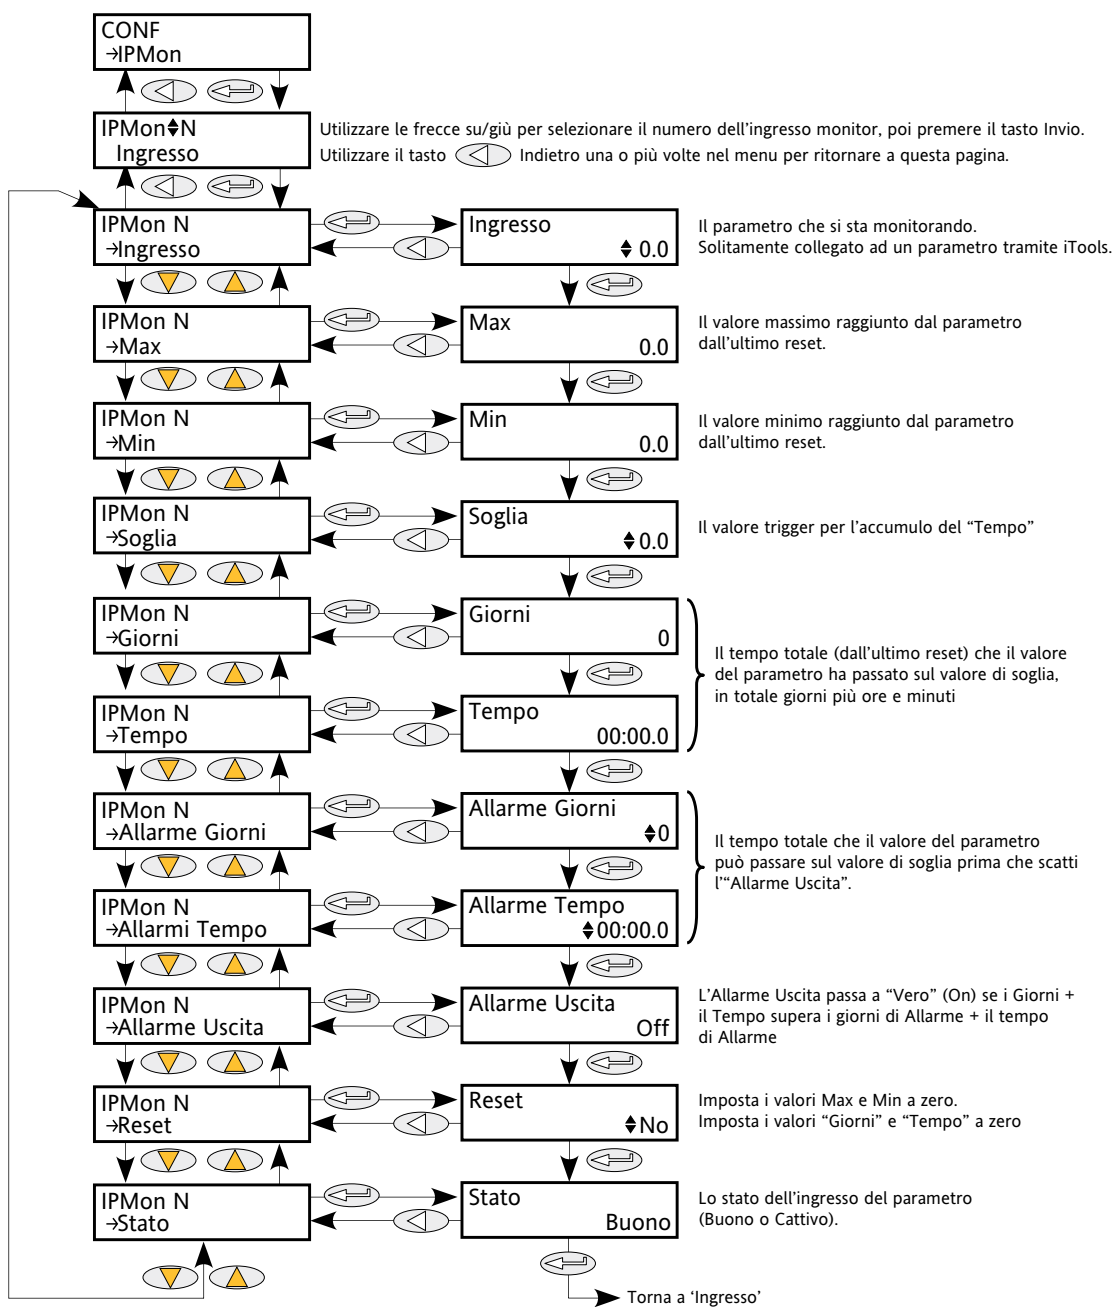 CONF
→IPMon
IPMon♦N
Ingresso
Utilizzare le frecce su/giù per selezionare il numero dell'ingresso monitor, poi premere il tasto Invio.
Utilizzare il tasto Indietro una o più volte nel menu per ritornare a questa pagina.
IPMon N
→Ingresso
Ingresso
♦ 0.0
Il parametro che si sta monitorando.
Solitamente collegato ad un parametro tramite iTools.
IPMon N
→Max
Max
0.0
Il valore massimo raggiunto dal parametro
dall'ultimo reset.
IPMon N
→Min
Min
0.0
Il valore minimo raggiunto dal parametro
dall'ultimo reset.
IPMon N
→Soglia
Soglia
♦ 0.0
Il valore trigger per l'accumulo del “Tempo”
IPMon N
→Giorni
Giorni
0
IPMon N
→Tempo
Tempo
00:00.0
Il tempo totale (dall'ultimo reset) che il valore
del parametro ha passato sul valore di soglia,
in totale giorni più ore e minuti
IPMon N
→Allarme Giorni
Allarme Giorni
♦0
IPMon N
→Allarmi Tempo
Allarme Tempo
♦00:00.0
Il tempo totale che il valore del parametro
può passare sul valore di soglia prima che scatti
l'“Allarme Uscita”.
IPMon N
→Allarme Uscita
Allarme Uscita
Off
L'Allarme Uscita passa a “Vero” (On) se i Giorni +
il Tempo supera i giorni di Allarme + il tempo
di Allarme
IPMon N
→Reset
Reset
♦No
Imposta i valori Max e Min a zero.
Imposta i valori “Giorni” e “Tempo” a zero
IPMon N
→Stato
Stato
Buono
Lo stato dell'ingresso del parametro
(Buono o Cattivo).
Torna a ‘Ingresso’